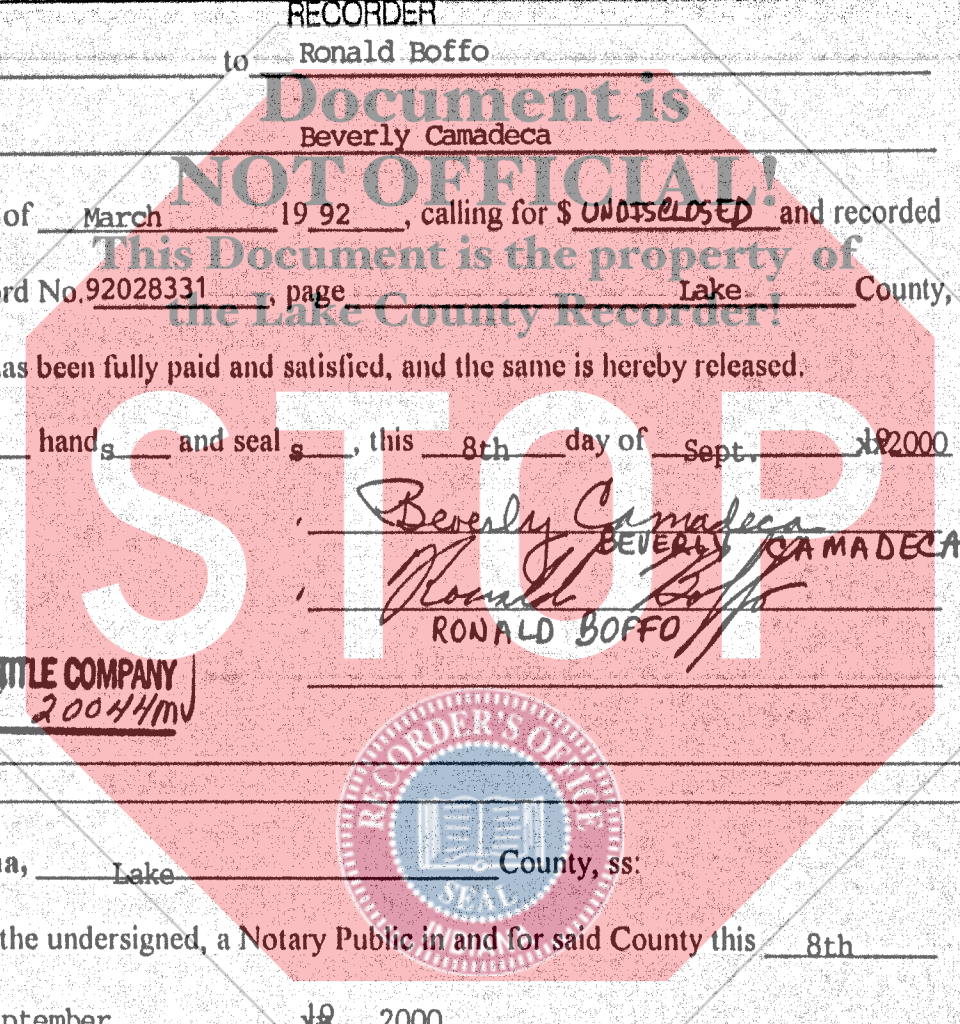 RECORDER
to Ronald Boffo
Document is
Beverly Camadeca
NOT OFFICIAL!
of March 19 92, calling for $ UNDISCLOSED and recorded
This Document is the property of
rd No. 92028331, page Lake County,
the Lake County Recorder!
as been fully paid and satisfied, and the same is hereby released.
STOP
hands and seal s, this 8th day of Sept. 2000
Beverly Camadeca
BEVERLY CAMADECA
Ronald Boffo
RONALD BOFFO
TITLE COMPANY
20044MV
RECORDER'S OFFICE
SEAL
INDIANA
a, Lake County, ss:
the undersigned, a Notary Public in and for said County this 8th
ptember 2000